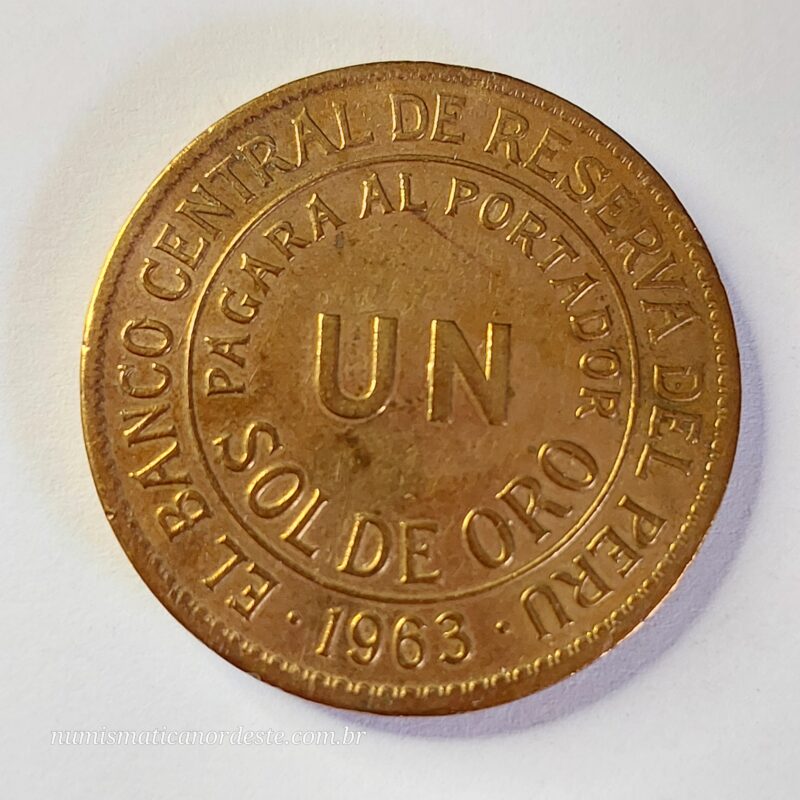 EL BANCO CENTRAL DE RESERVA DEL PERU
PAGARA AL PORTADOR
UN
SOL DE ORO
· 1963 ·
numismaticanordeste.com.br